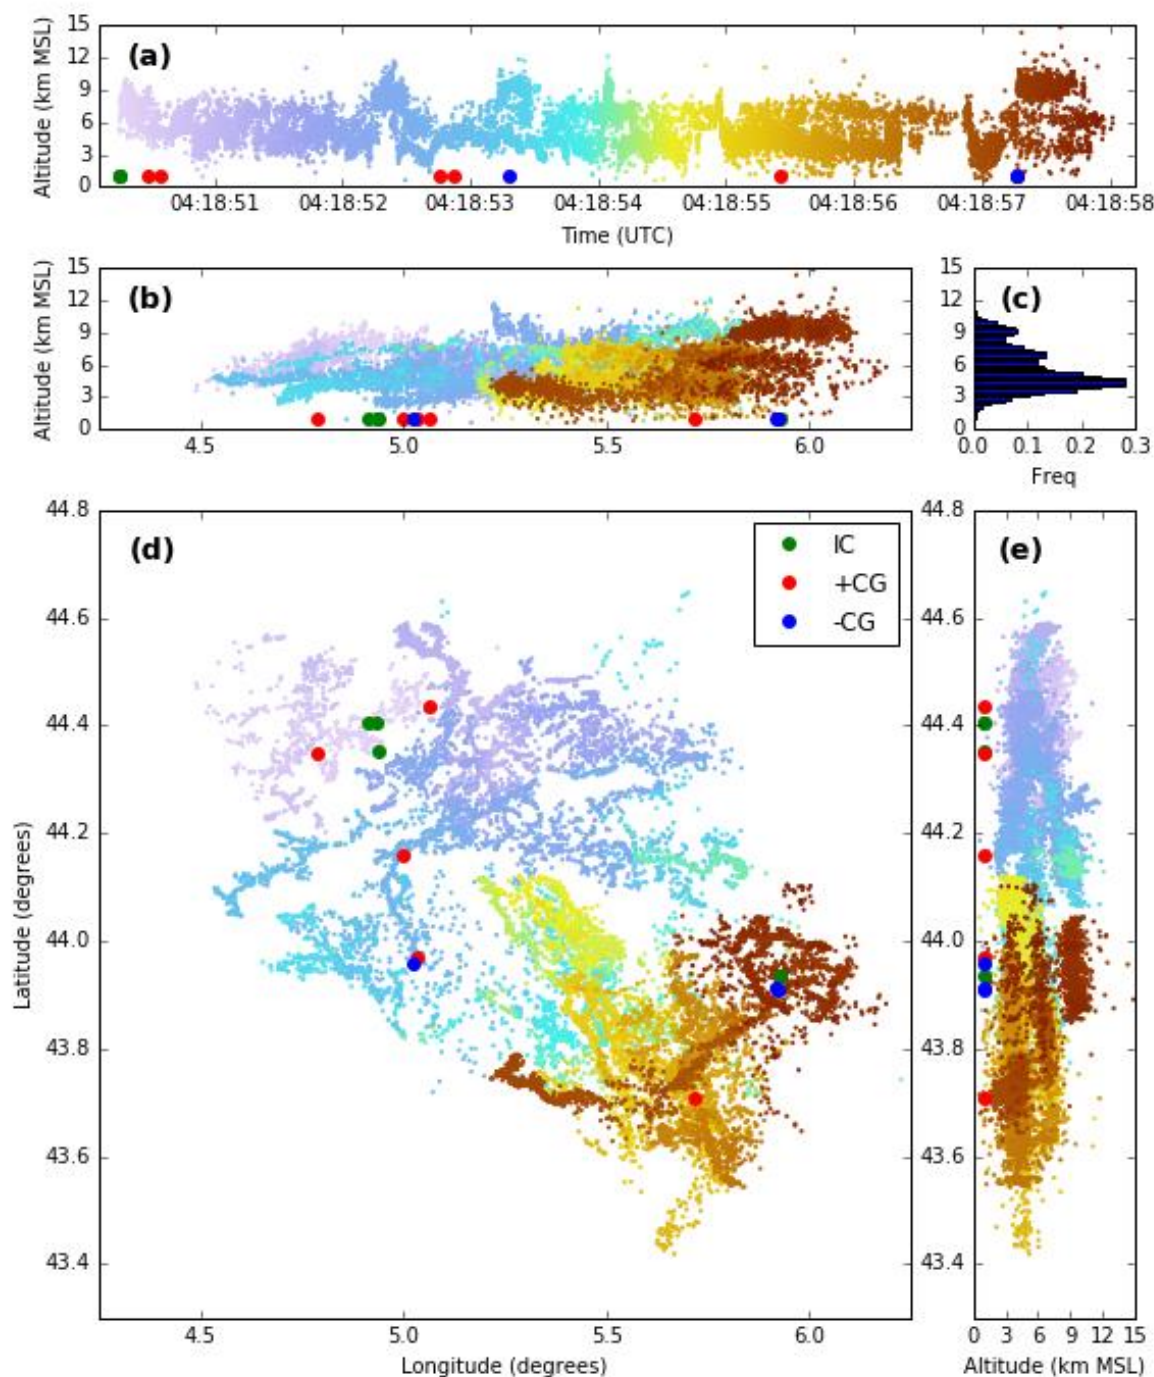 (a)
Altitude (km MSL)
15
12
9
6
3
0
04:18:51 04:18:52 04:18:53 04:18:54 04:18:55 04:18:56 04:18:57 04:18:58
Time (UTC)
(b)
Altitude (km MSL)
15
12
9
6
3
0
4.5 5.0 5.5 6.0
(c)
15
12
9
6
3
0
0.0 0.1 0.2 0.3
Freq
(d)
IC
+CG
-CG
Latitude (degrees)
44.8
44.6
44.4
44.2
44.0
43.8
43.6
43.4
4.5 5.0 5.5 6.0
Longitude (degrees)
(e)
44.8
44.6
44.4
44.2
44.0
43.8
43.6
43.4
0 3 6 9 12 15
Altitude (km MSL)